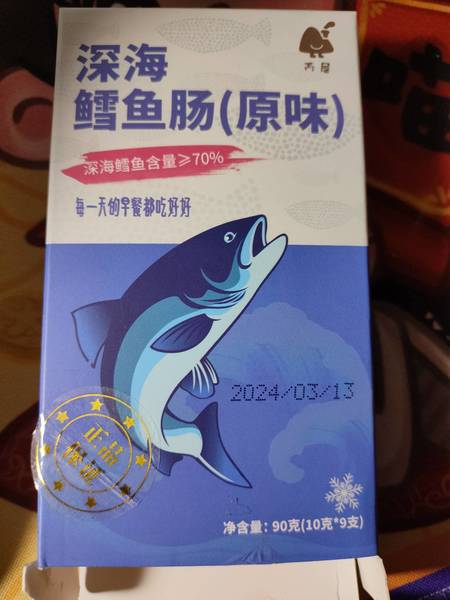 丙屋
深海
鳕鱼肠(原味)
深海鳕鱼含量≥70%
每一天的早餐都吃好好
2024/03/13
正品
保证
净含量：90克(10克*9支)